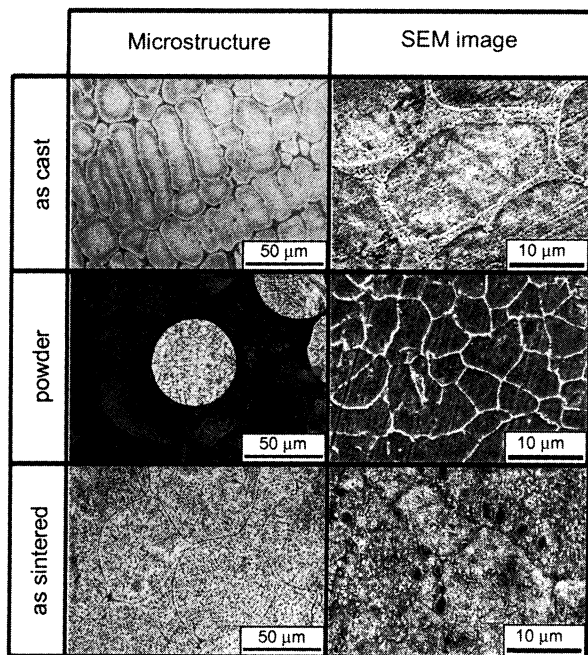 Microstructure SEM image
as cast
50 µm 10 µm
powder
50 µm 10 µm
as sintered
50 µm 10 µm